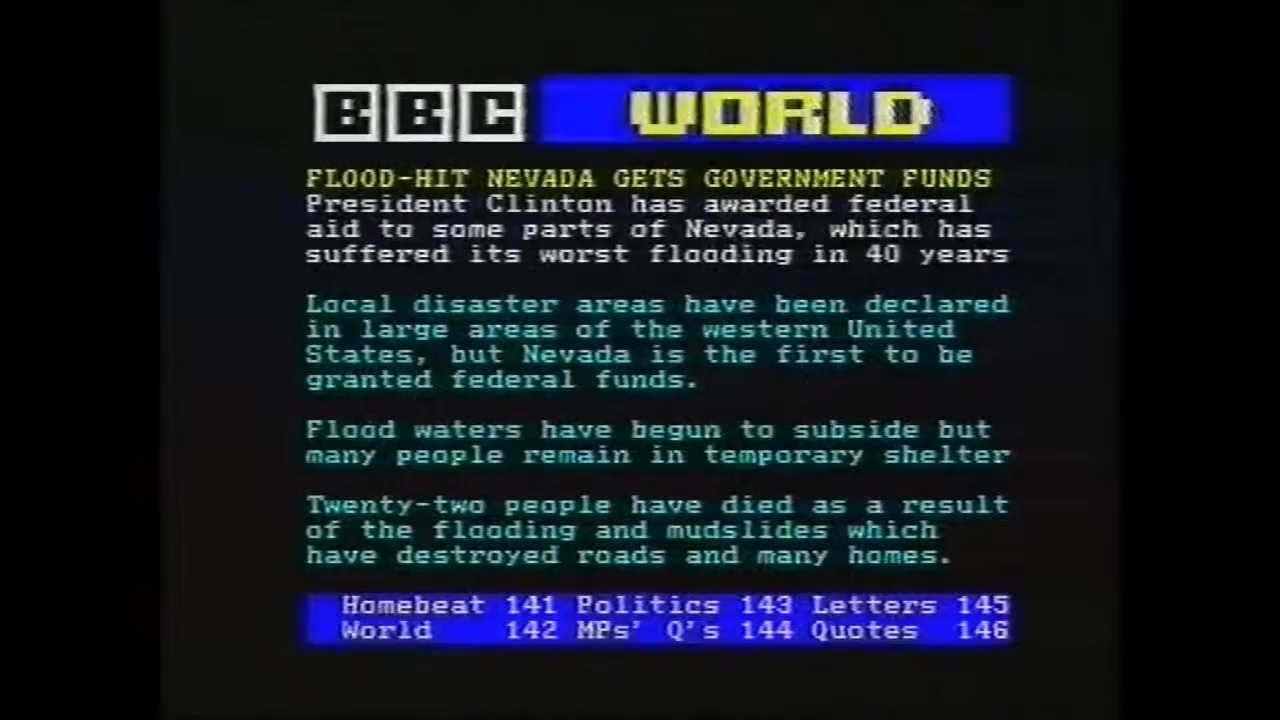 BBC WORLD
FLOOD-HIT NEVADA GETS GOVERNMENT FUNDS
President Clinton has awarded federal
aid to some parts of Nevada, which has
suffered its worst flooding in 40 years
Local disaster areas have been declared
in large areas of the western United
States, but Nevada is the first to be
granted federal funds.
Flood waters have begun to subside but
many people remain in temporary shelter
Twenty-two people have died as a result
of the flooding and mudslides which
have destroyed roads and many homes.
Homebeat 141 Politics 143 Letters 145
World 142 MPs' Q's 144 Quotes 146